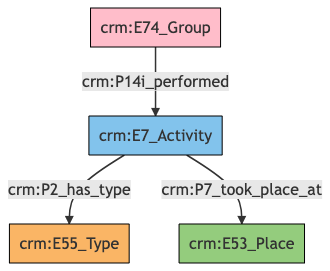 crm:E74_Group
crm:P14i_performed
crm:E7_Activity
crm:P2_has_type
crm:P7_took_place_at
crm:E55_Type
crm:E53_Place